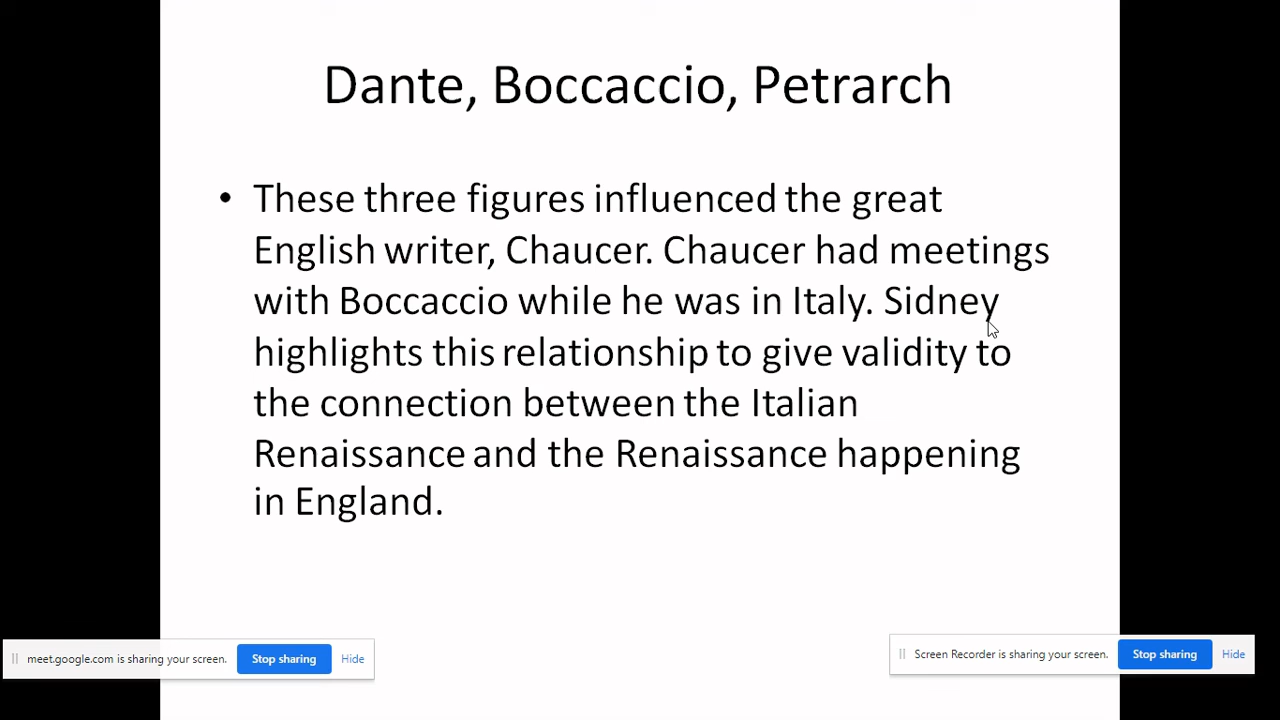 Dante, Boccaccio, Petrarch
• These three figures influenced the great
English writer, Chaucer. Chaucer had meetings
with Boccaccio while he was in Italy. Sidney
highlights this relationship to give validity to
the connection between the Italian
Renaissance and the Renaissance happening
in England.
meet.google.com is sharing your screen. Stop sharing Hide
Screen Recorder is sharing your screen. Stop sharing Hide